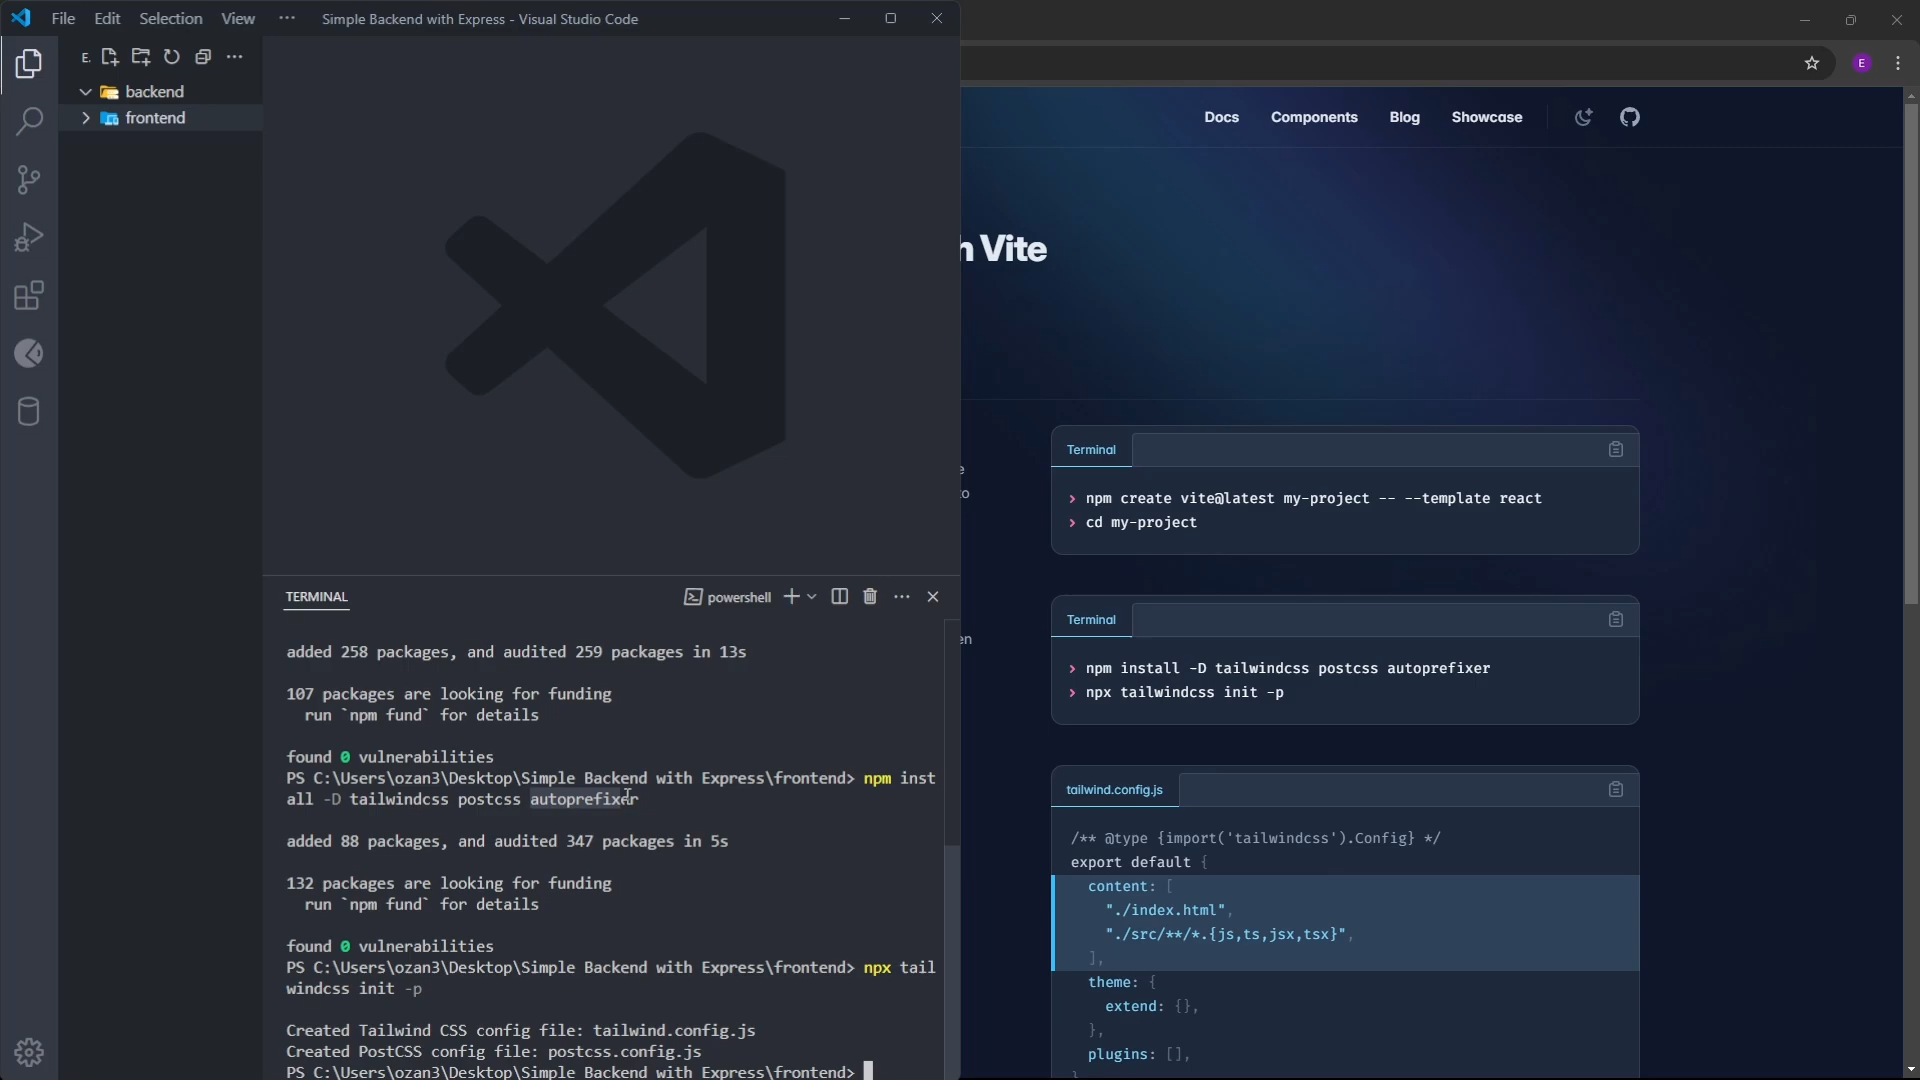 File Edit Selection View ··· Simple Backend with Express - Visual Studio Code
E.
backend
frontend
TERMINAL
powershell
added 258 packages, and audited 259 packages in 13s
107 packages are looking for funding
run `npm fund` for details
found 0 vulnerabilities
PS C:\Users\ozan3\Desktop\Simple Backend with Express\frontend> npm inst
all -D tailwindcss postcss autoprefixer
added 88 packages, and audited 347 packages in 5s
132 packages are looking for funding
run `npm fund` for details
found 0 vulnerabilities
PS C:\Users\ozan3\Desktop\Simple Backend with Express\frontend> npx tail
windcss init -p
Created Tailwind CSS config file: tailwind.config.js
Created PostCSS config file: postcss.config.js
PS C:\Users\ozan3\Desktop\Simple Backend with Express\frontend>
E
Docs Components Blog Showcase
h Vite
e
to
en
Terminal
> npm create vite@latest my-project -- --template react
> cd my-project
Terminal
> npm install -D tailwindcss postcss autoprefixer
> npx tailwindcss init -p
tailwind.config.js
/** @type {import('tailwindcss').Config} */
export default {
content: [
"./index.html",
"./src/**/*.{js,ts,jsx,tsx}",
],
theme: {
extend: {},
},
plugins: [],
}